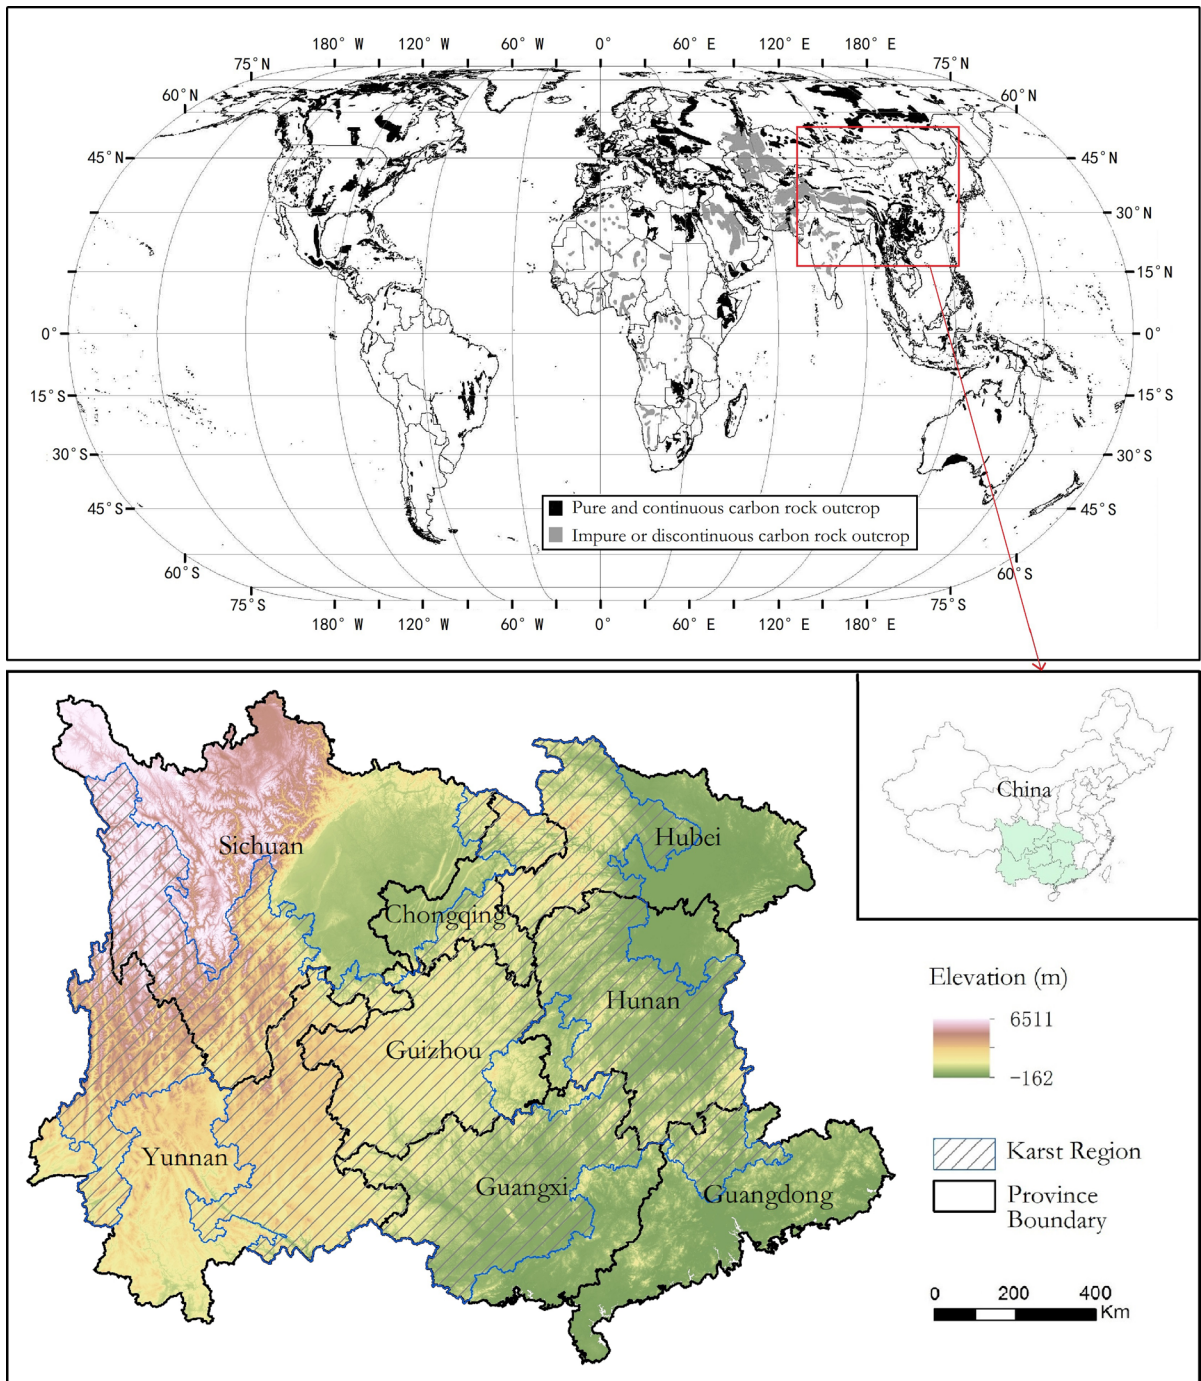 180° W 120° W 60° W 0° 60° E 120° E 180° E
75°N 75°N
60°N 60°N
45°N 45°N
30°N
15°N
0° 0°
15°S 15°S
30°S 30°S
45°S 45°S
60°S 60°S
75°S 75°S
180° W 120° W 60° W 0° 60° E 120° E 180° E
Pure and continuous carbon rock outcrop
Impure or discontinuous carbon rock outcrop
China
Sichuan
Hubei
Chongqing
Hunan
Guizhou
Yunnan
Guangxi
Guangdong
Elevation (m)
6511
-162
Karst Region
Province
Boundary
0 200 400
Km